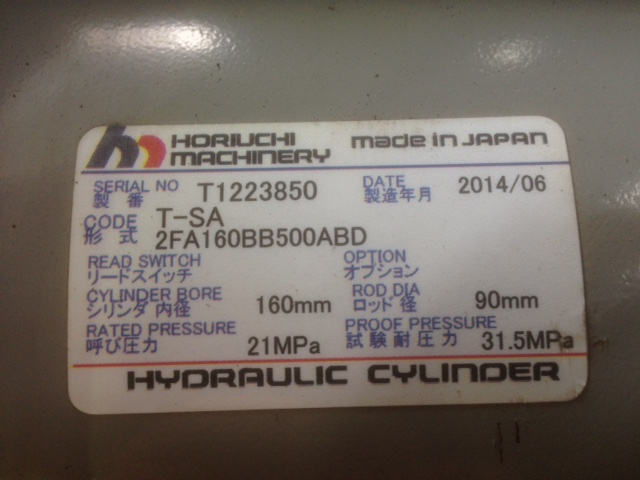 HORIUCHI MACHINERY made in JAPAN
SERIAL NO 製番 T1223850 DATE 製造年月 2014/06
CODE 形式 T-SA
2FA160BB500ABD
READ SWITCH リードスイッチ OPTION オプション
CYLINDER BORE シリンダ内径 160mm ROD DIA ロッド径 90mm
RATED PRESSURE 呼び圧力 21MPa PROOF PRESSURE 試験耐圧力 31.5MPa
HYDRAULIC CYLINDER